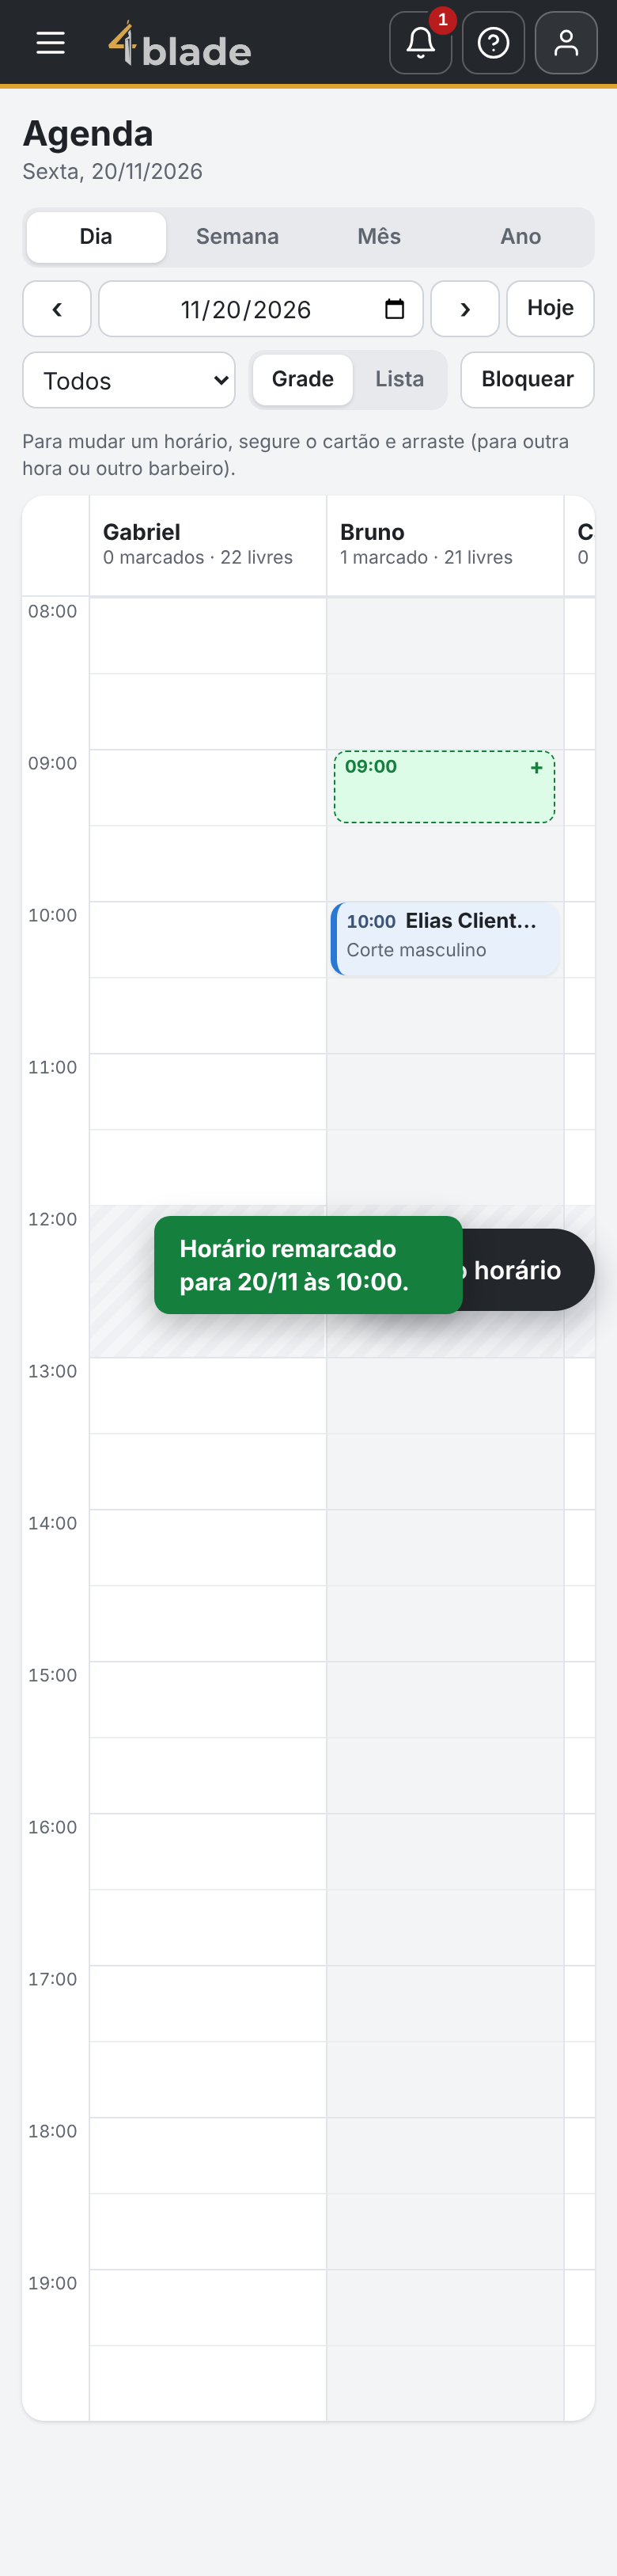 4blade
1
Agenda
Sexta, 20/11/2026
Dia
Semana
Mês
Ano
‹
11/20/2026
›
Hoje
Todos
Grade
Lista
Bloquear
Para mudar um horário, segure o cartão e arraste (para outra
hora ou outro barbeiro).
Gabriel
0 marcados · 22 livres
Bruno
1 marcado · 21 livres
C
0
08:00
09:00
09:00 +
10:00
10:00 Elias Client...
Corte masculino
11:00
12:00
Horário remarcado
para 20/11 às 10:00.
horário
13:00
14:00
15:00
16:00
17:00
18:00
19:00